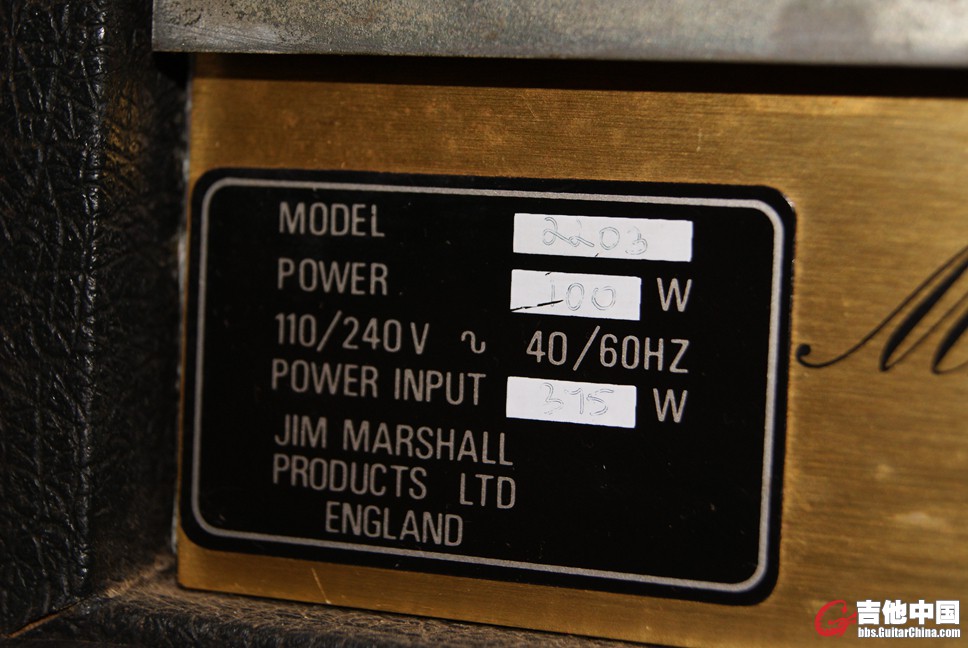 MODEL 2203
POWER 100 W
110/240V ~ 40/60HZ
POWER INPUT 375 W
JIM MARSHALL
PRODUCTS LTD
ENGLAND
M
吉他中国
bbs.GuitarChina.com